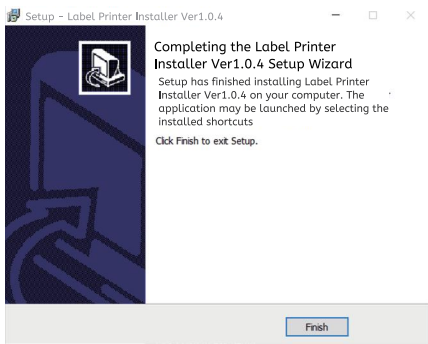 Setup - Label Printer Installer Ver1.0.4
Completing the Label Printer
Installer Ver1.0.4 Setup Wizard
Setup has finished installing Label Printer
Installer Ver1.0.4 on your computer. The
application may be launched by selecting the
installed shortcuts
Click Finish to exit Setup.
Finish